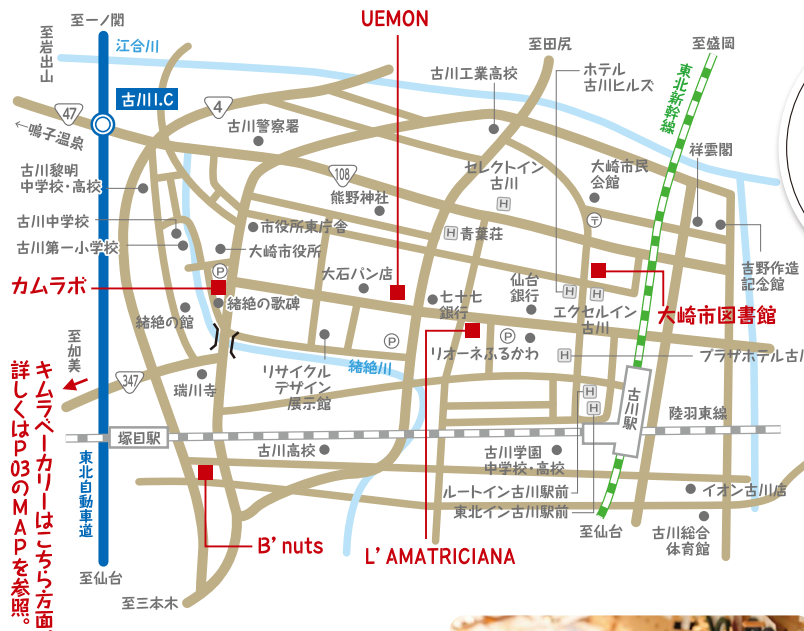 至一ノ関
UEMON
至岩出山
江合川
至田尻
至盛岡
古川工業高校
ホテル
古川ヒルズ
東北新幹線
古川I.C
47
4
←鳴子温泉
古川警察署
祥雲閣
古川黎明
中学校・高校
108
熊野神社
セレクトイン
古川
大崎市民
会館
〒
H
古川中学校
市役所東庁舎
H
青葉荘
古川第一小学校
大崎市役所
吉野作造
記念館
カムラボ
P
大石パン店
七十七
銀行
仙台
銀行
H
H
エクセルイン
古川
大崎市図書館
緒絶の館
緒絶の歌碑
P
P
リオーネふるかわ
H
プラザホテル古川
至加美
347
瑞川寺
リサイクル
デザイン
展示館
緒絶川
H
H
古川駅
陸羽東線
塚目駅
古川高校
古川学園
中学校・高校
キムラベーカリーはこちら方面、
詳しくはP03のMAPを参照。
東北自動車道
ルートイン古川駅前
東北イン古川駅前
イオン古川店
至仙台
古川総合
体育館
B'nuts
L'AMATRICIANA
至仙台
至三本木